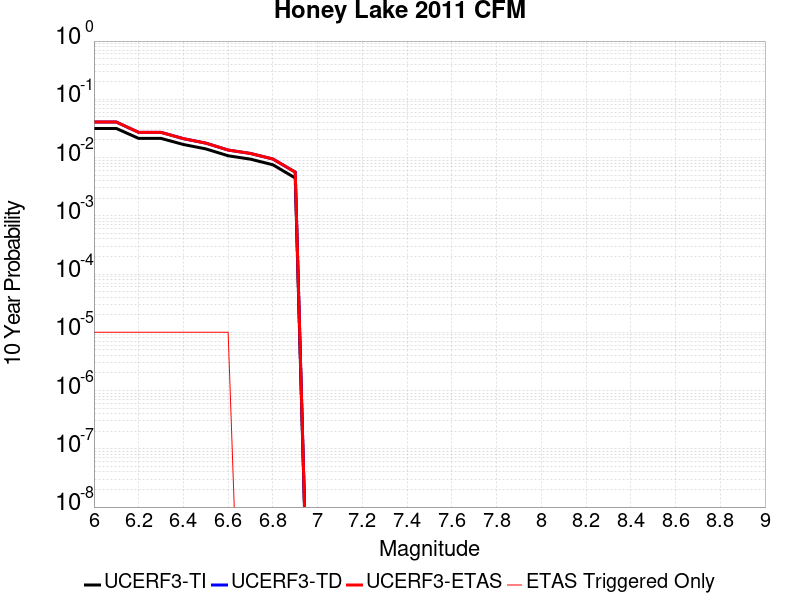 Honey Lake 2011 CFM
10^0
10^-1
10^-2
10^-3
10^-4
10^-5
10^-6
10^-7
10^-8
10 Year Probability
6 6.2 6.4 6.6 6.8 7 7.2 7.4 7.6 7.8 8 8.2 8.4 8.6 8.8 9
Magnitude
UCERF3-TI UCERF3-TD UCERF3-ETAS ETAS Triggered Only